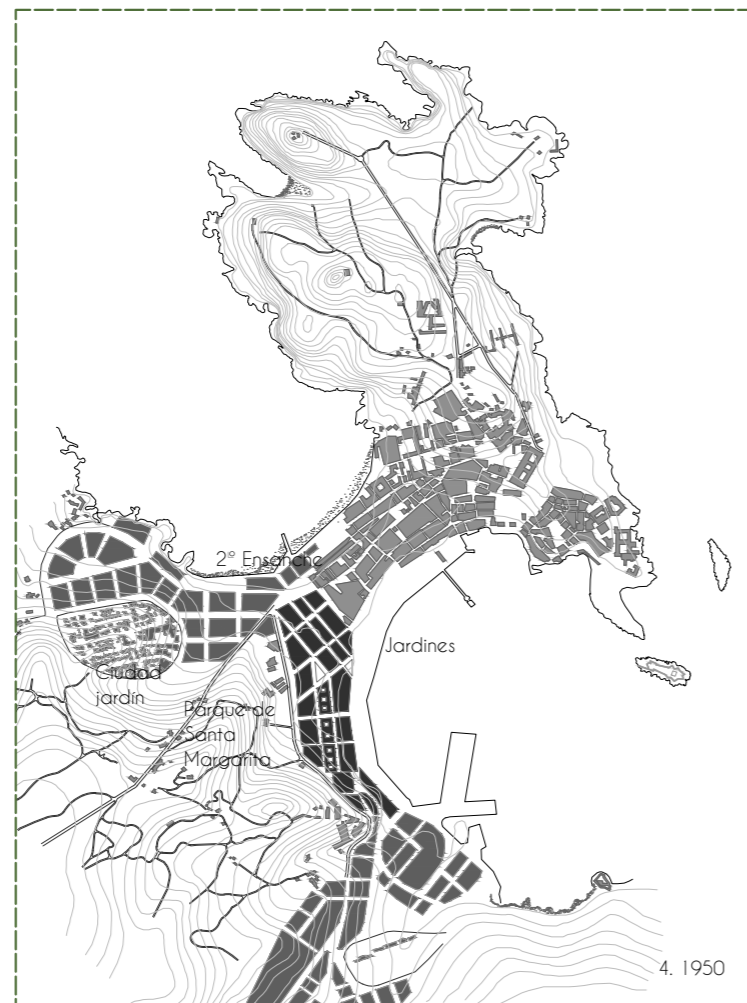 2º Ensanche
Jardines
Ciudad
jardín
Parque de
Santa
Margarita
4. 1950